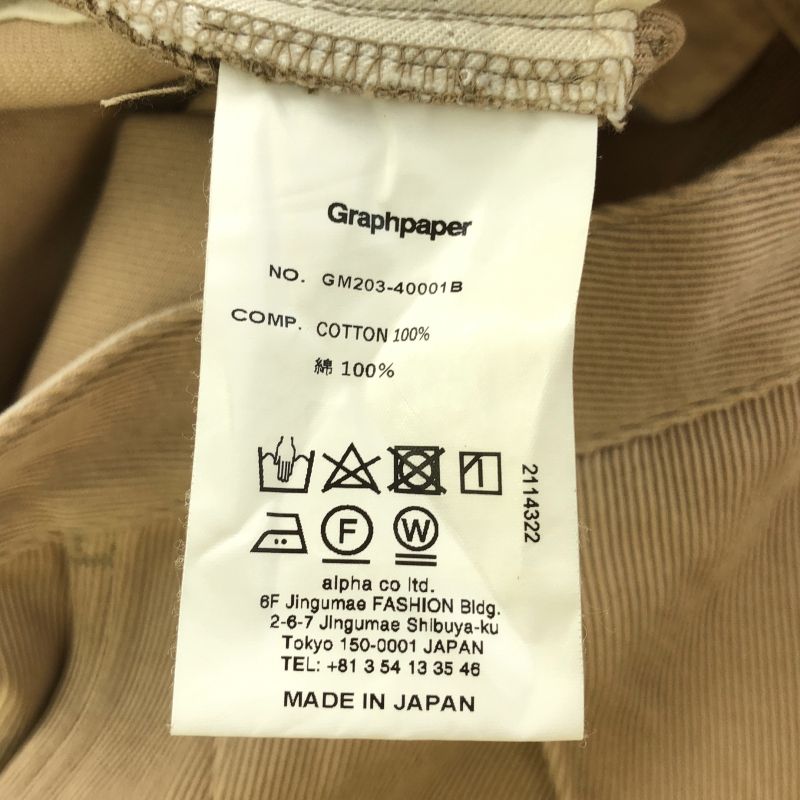 Graphpaper
NO. GM203-40001B
COMP. COTTON 100%
綿 100%
2114322
F W
alpha co ltd.
6F Jingumae FASHION Bldg.
2-6-7 Jingumae Shibuya-ku
Tokyo 150-0001 JAPAN
TEL: +81 3 54 13 35 46
MADE IN JAPAN